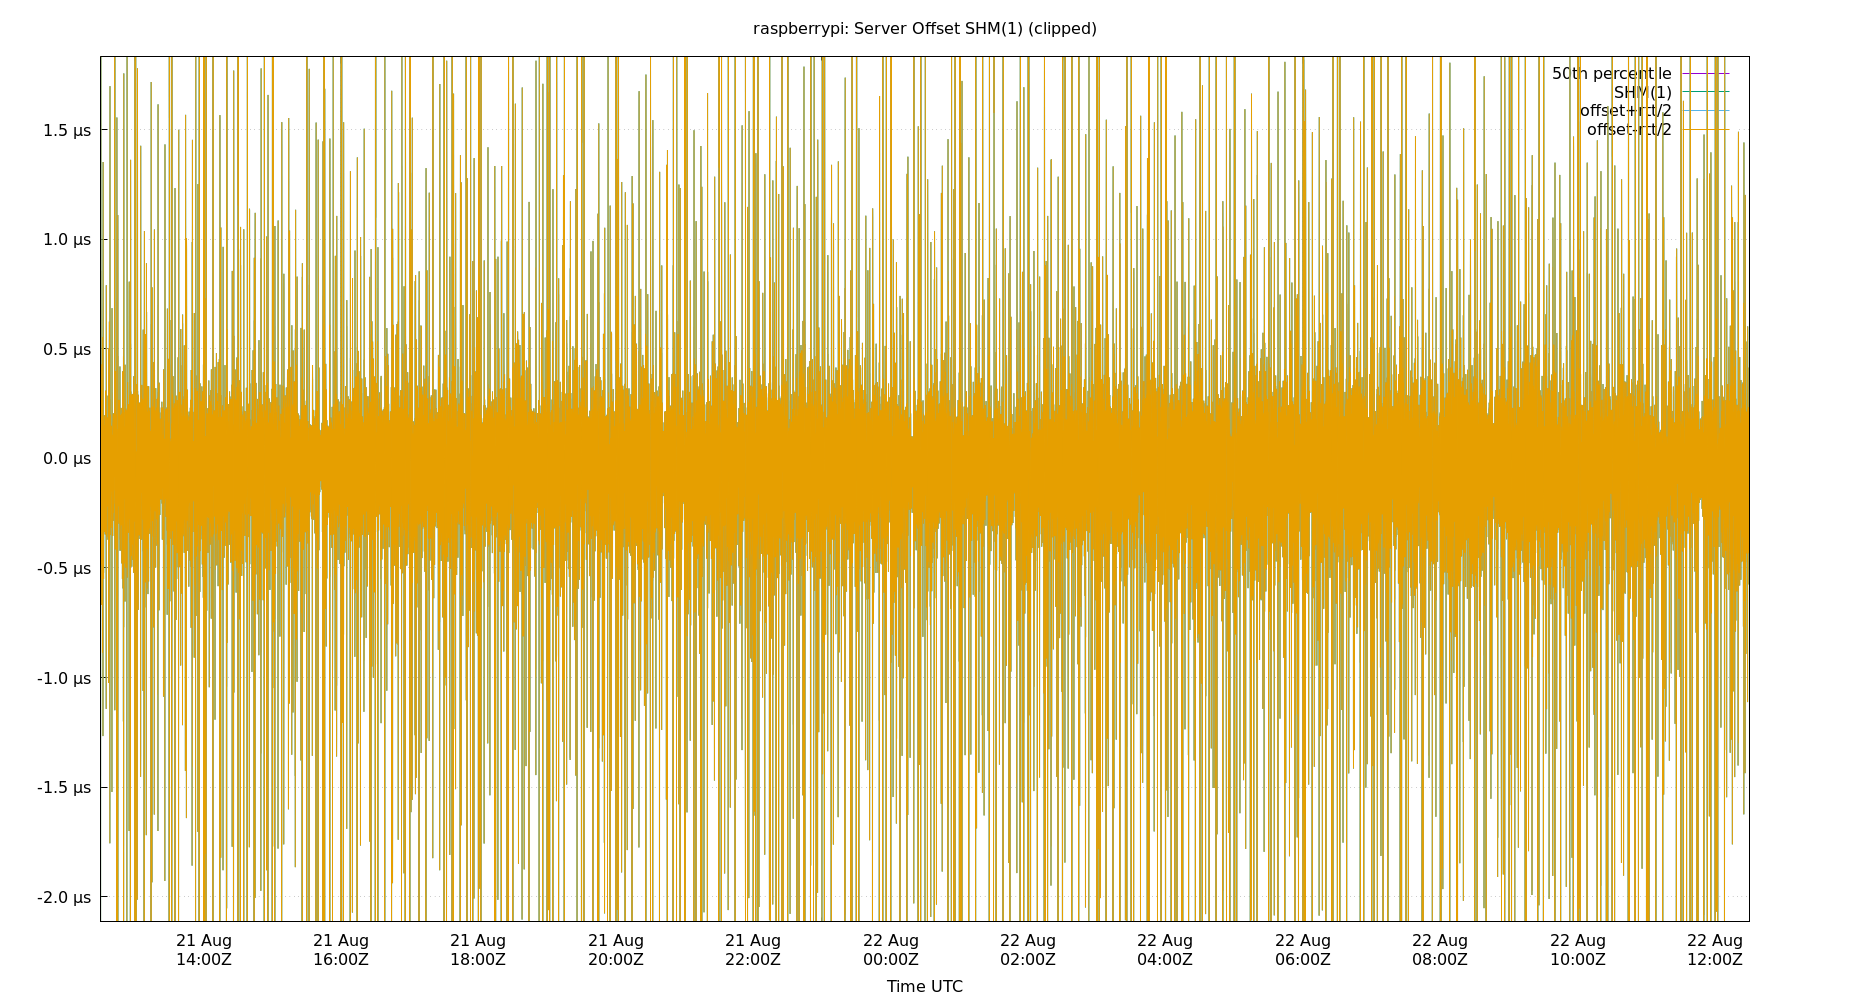 raspberrypi: Server Offset SHM(1) (clipped)
50th percentile
SHM(1)
offset+rtt/2
offset-rtt/2
1.5 µs
1.0 µs
0.5 µs
0.0 µs
-0.5 µs
-1.0 µs
-1.5 µs
-2.0 µs
21 Aug 21 Aug 21 Aug 21 Aug 21 Aug 22 Aug 22 Aug 22 Aug 22 Aug 22 Aug 22 Aug 22 Aug
14:00Z 16:00Z 18:00Z 20:00Z 22:00Z 00:00Z 02:00Z 04:00Z 06:00Z 08:00Z 10:00Z 12:00Z
Time UTC